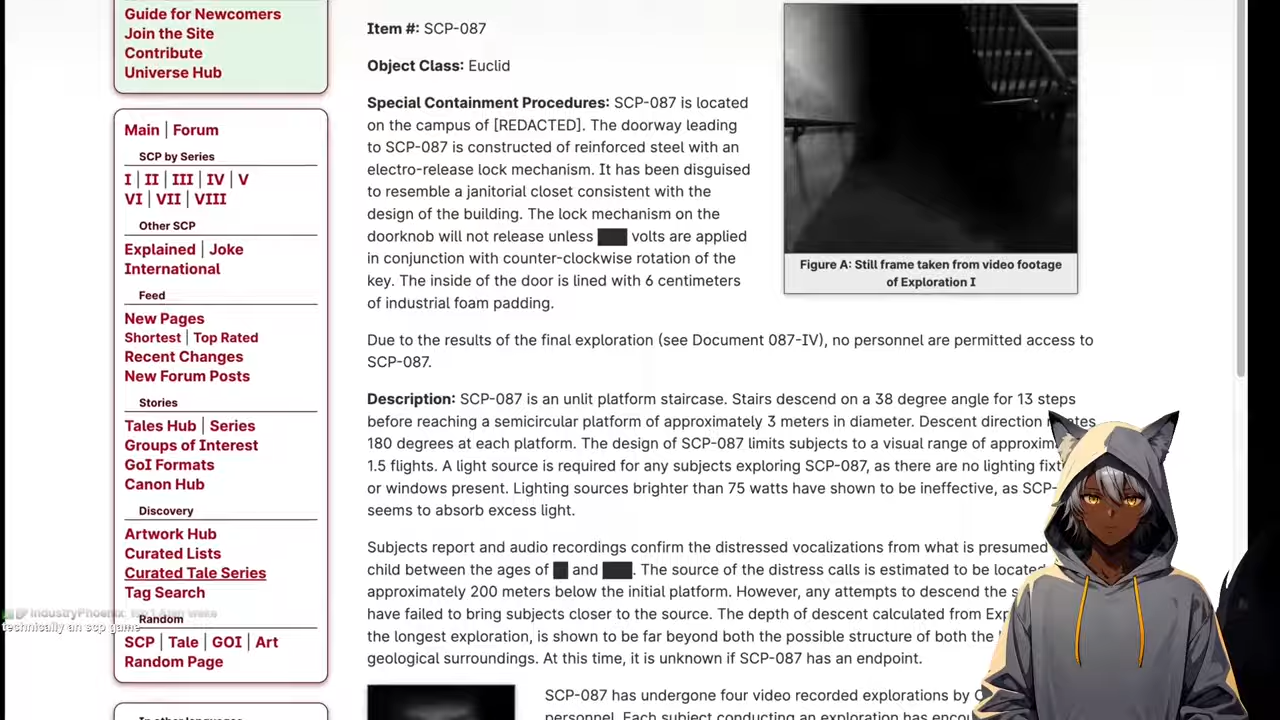 Guide for Newcomers
Join the Site
Contribute
Universe Hub
Main | Forum
SCP by Series
I | II | III | IV | V
VI | VII | VIII
Other SCP
Explained | Joke
International
Feed
New Pages
Shortest | Top Rated
Recent Changes
New Forum Posts
Stories
Tales Hub | Series
Groups of Interest
GoI Formats
Canon Hub
Discovery
Artwork Hub
Curated Lists
Curated Tale Series
Tag Search
IndustryPhoenix
technically an scp game
Random
SCP | Tale | GOI | Art
Random Page
In other languages
Item #: SCP-087
Object Class: Euclid
Special Containment Procedures: SCP-087 is located
on the campus of [REDACTED]. The doorway leading
to SCP-087 is constructed of reinforced steel with an
electro-release lock mechanism. It has been disguised
to resemble a janitorial closet consistent with the
design of the building. The lock mechanism on the
doorknob will not release unless ███ volts are applied
in conjunction with counter-clockwise rotation of the
key. The inside of the door is lined with 6 centimeters
of industrial foam padding.
Figure A: Still frame taken from video footage
of Exploration I
Due to the results of the final exploration (see Document 087-IV), no personnel are permitted access to
SCP-087.
Description: SCP-087 is an unlit platform staircase. Stairs descend on a 38 degree angle for 13 steps
before reaching a semicircular platform of approximately 3 meters in diameter. Descent direction
180 degrees at each platform. The design of SCP-087 limits subjects to a visual range of approxim
1.5 flights. A light source is required for any subjects exploring SCP-087, as there are no lighting fixt
or windows present. Lighting sources brighter than 75 watts have shown to be ineffective, as SCP-
seems to absorb excess light.
Subjects report and audio recordings confirm the distressed vocalizations from what is presumed
child between the ages of █ and ██. The source of the distress calls is estimated to be located
approximately 200 meters below the initial platform. However, any attempts to descend the s
have failed to bring subjects closer to the source. The depth of descent calculated from Exp
the longest exploration, is shown to be far beyond both the possible structure of both the
geological surroundings. At this time, it is unknown if SCP-087 has an endpoint.
SCP-087 has undergone four video recorded explorations by
personnel. Each subject conducting an exploration has encou